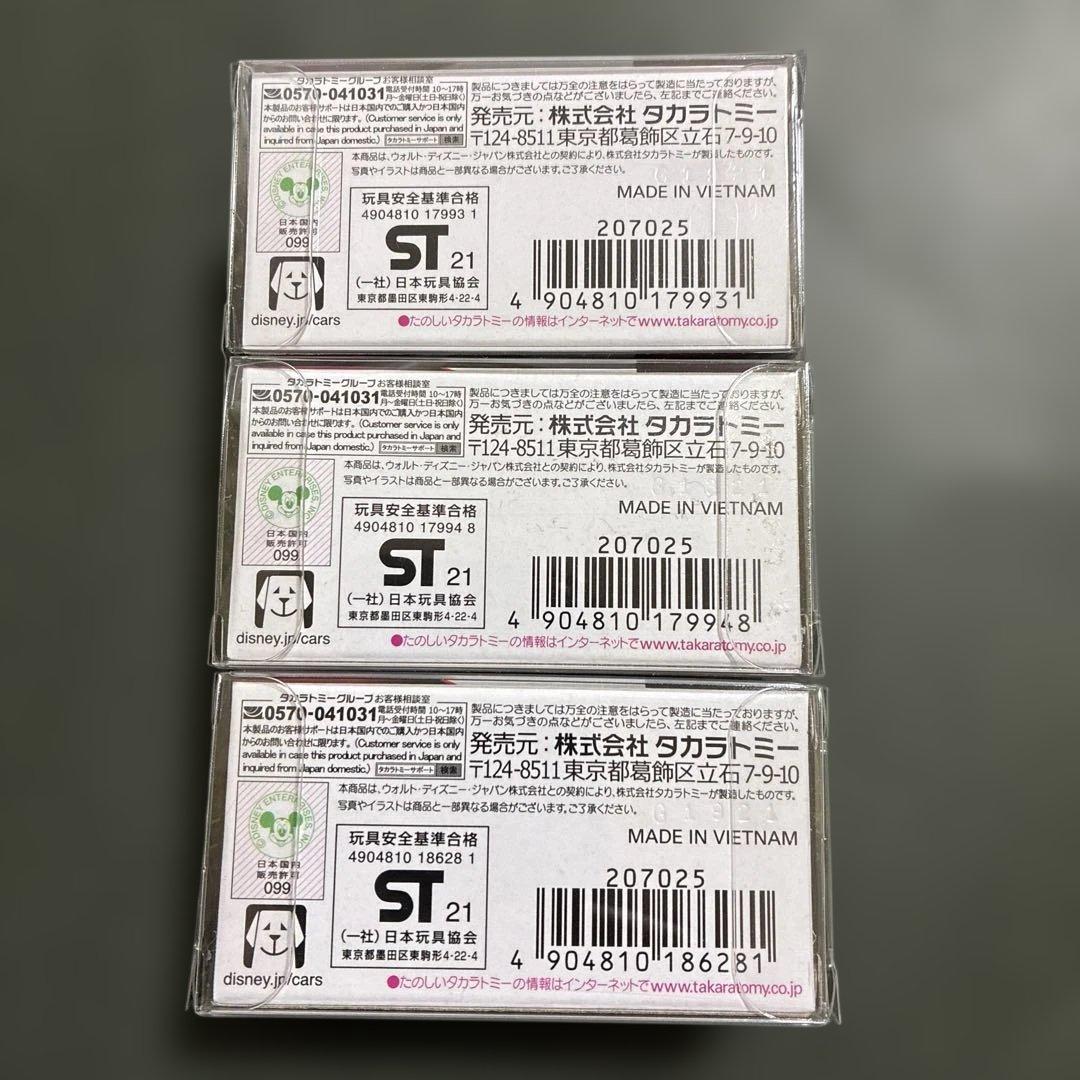 タカラトミーグループ お客様相談室
0570-041031 電話受付時間 10〜17時
月〜金曜日(土日・祝日除く)
本製品のお客様サポートは日本国内でのご購入かつ日本国内
からのお問い合わせに限ります。(Customer service is only
available in case this product purchased in Japan and
inquired from Japan domestic.) タカラトミーサポート 検索
製品につきましては万全の注意をはらって製造に当たっておりますが、
万一お気づきの点などがございましたら、左記までご連絡ください。
発売元:株式会社 タカラトミー
〒124-8511東京都葛飾区立石7-9-10
本商品は、ウォルト・ディズニー・ジャパン株式会社との契約により、株式会社タカラトミーが製造したものです。
写真やイラストは商品と一部異なる場合がございます。ご了承ください。
MADE IN VIETNAM
©DISNEY ENTERPRISES, INC.
日本国内
販売許可
099
disney.jp/cars
玩具安全基準合格
4904810 17993 1
ST 21
(一社)日本玩具協会
東京都墨田区東駒形4-22-4
207025
4 904810 179931
●たのしいタカラトミーの情報はインターネットでwww.takaratomy.co.jp
タカラトミーグループ お客様相談室
0570-041031 電話受付時間 10〜17時
月〜金曜日(土日・祝日除く)
本製品のお客様サポートは日本国内でのご購入かつ日本国内
からのお問い合わせに限ります。(Customer service is only
available in case this product purchased in Japan and
inquired from Japan domestic.) タカラトミーサポート 検索
製品につきましては万全の注意をはらって製造に当たっておりますが、
万一お気づきの点などがございましたら、左記までご連絡ください。
発売元:株式会社 タカラトミー
〒124-8511東京都葛飾区立石7-9-10
本商品は、ウォルト・ディズニー・ジャパン株式会社との契約により、株式会社タカラトミーが製造したものです。
写真やイラストは商品と一部異なる場合がございます。ご了承ください。
MADE IN VIETNAM
©DISNEY ENTERPRISES, INC.
日本国内
販売許可
099
disney.jp/cars
玩具安全基準合格
4904810 17994 8
ST 21
(一社)日本玩具協会
東京都墨田区東駒形4-22-4
207025
4 904810 179948
●たのしいタカラトミーの情報はインターネットでwww.takaratomy.co.jp
タカラトミーグループ お客様相談室
0570-041031 電話受付時間 10〜17時
月〜金曜日(土日・祝日除く)
本製品のお客様サポートは日本国内でのご購入かつ日本国内
からのお問い合わせに限ります。(Customer service is only
available in case this product purchased in Japan and
inquired from Japan domestic.) タカラトミーサポート 検索
製品につきましては万全の注意をはらって製造に当たっておりますが、
万一お気づきの点などがございましたら、左記までご連絡ください。
発売元:株式会社 タカラトミー
〒124-8511東京都葛飾区立石7-9-10
本商品は、ウォルト・ディズニー・ジャパン株式会社との契約により、株式会社タカラトミーが製造したものです。
写真やイラストは商品と一部異なる場合がございます。ご了承ください。
G1921
MADE IN VIETNAM
©DISNEY ENTERPRISES, INC.
日本国内
販売許可
099
disney.jp/cars
玩具安全基準合格
4904810 18628 1
ST 21
(一社)日本玩具協会
東京都墨田区東駒形4-22-4
207025
4 904810 186281
●たのしいタカラトミーの情報はインターネットでwww.takaratomy.co.jp